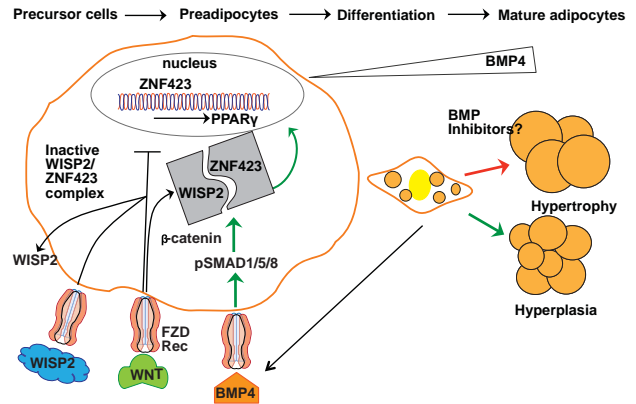 Precursor cells
Preadipocytes
Differentiation
Mature adipocytes
nucleus
ZNF423
PPARγ
BMP4
BMP
Inhibitors?
Inactive
WISP2/
ZNF423
complex
ZNF423
WISP2
β-catenin
WISP2
pSMAD1/5/8
Hypertrophy
Hyperplasia
FZD
Rec
WISP2
WNT
BMP4